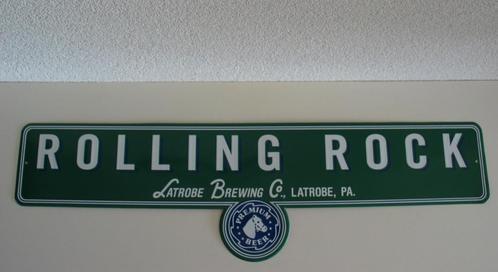 ROLLING ROCK
LATROBE BREWING CO., LATROBE, PA.
PREMIUM
BEER